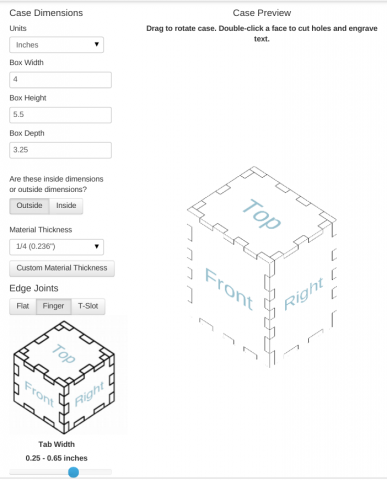 Case Dimensions
Units
Inches
Box Width
4
Box Height
5.5
Box Depth
3.25
Are these inside dimensions
or outside dimensions?
Outside Inside
Material Thickness
1/4 (0.236")
Custom Material Thickness
Edge Joints
Flat Finger T-Slot
Top
Front Right
Tab Width
0.25 - 0.65 inches
Case Preview
Drag to rotate case. Double-click a face to cut holes and engrave
text.
Top
Front Right